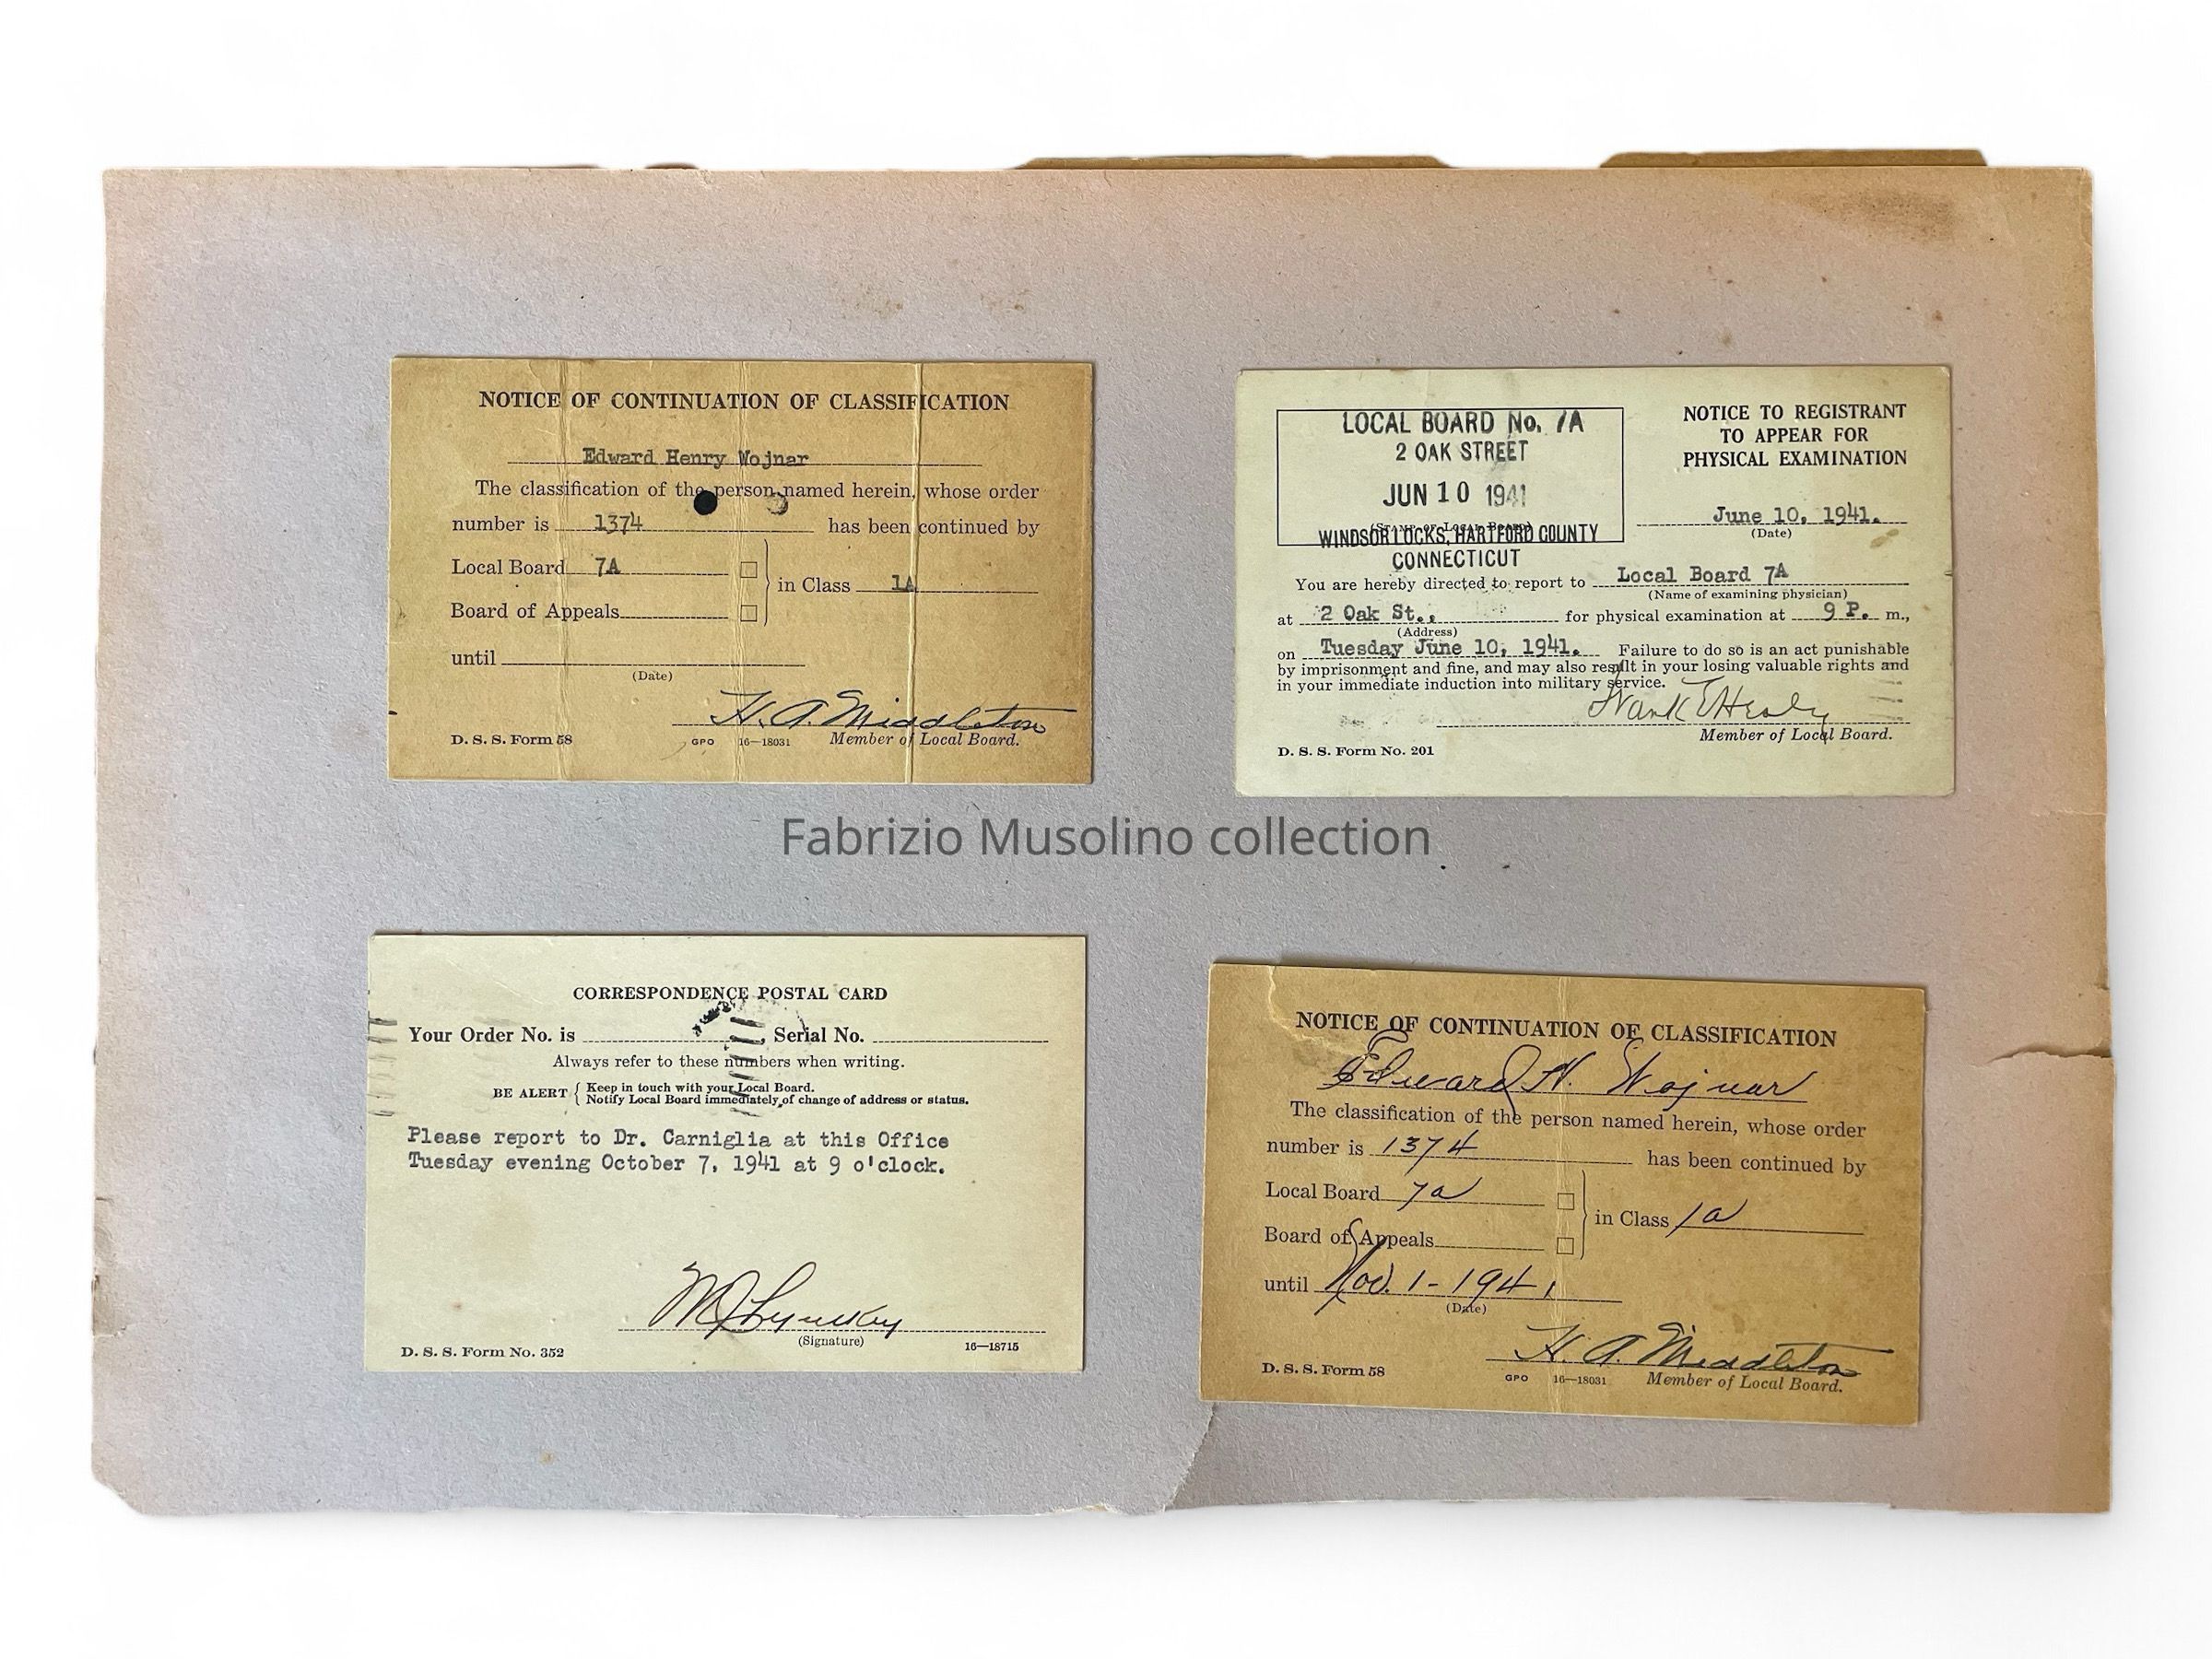 NOTICE OF CONTINUATION OF CLASSIFICATION
Edward Henry Wojnar
The classification of the person named herein, whose order
number is 1374 has been continued by
Local Board 7A
in Class 1A
Board of Appeals
until
(Date)
H. A. Middleton
D. S. S. Form 58 GPO 16—18031 Member of Local Board.
LOCAL BOARD No. 7A
2 OAK STREET
JUN 10 1941
(STAMP OF LOCAL BOARD)
WINDSOR LOCKS, HARTFORD COUNTY
CONNECTICUT
NOTICE TO REGISTRANT
TO APPEAR FOR
PHYSICAL EXAMINATION
June 10, 1941.
(Date)
You are hereby directed to report to Local Board 7A
(Name of examining physician)
at 2 Oak St., for physical examination at 9 P. m.,
(Address)
on Tuesday June 10, 1941. Failure to do so is an act punishable
by imprisonment and fine, and may also result in your losing valuable rights and
in your immediate induction into military service.
Member of Local Board.
D. S. S. Form No. 201
Fabrizio Musolino collection
CORRESPONDENCE POSTAL CARD
Your Order No. is , Serial No.
Always refer to these numbers when writing.
BE ALERT { Keep in touch with your Local Board.
Notify Local Board immediately of change of address or status.
Please report to Dr. Carniglia at this Office
Tuesday evening October 7, 1941 at 9 o'clock.
(Signature)
D. S. S. Form No. 352 16—18715
NOTICE OF CONTINUATION OF CLASSIFICATION
Edward H. Wojnar
The classification of the person named herein, whose order
number is 1374 has been continued by
Local Board 7a
in Class 1a
Board of Appeals
until Nov. 1 - 1941
(Date)
H. A. Middleton
D. S. S. Form 58 GPO 16—18031 Member of Local Board.